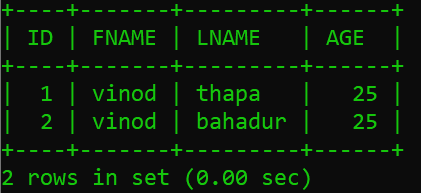 +----+-------+---------+------+
| ID | FNAME | LNAME   | AGE  |
+----+-------+---------+------+
|  1 | vinod | thapa   |   25 |
|  2 | vinod | bahadur |   25 |
+----+-------+---------+------+
2 rows in set (0.00 sec)